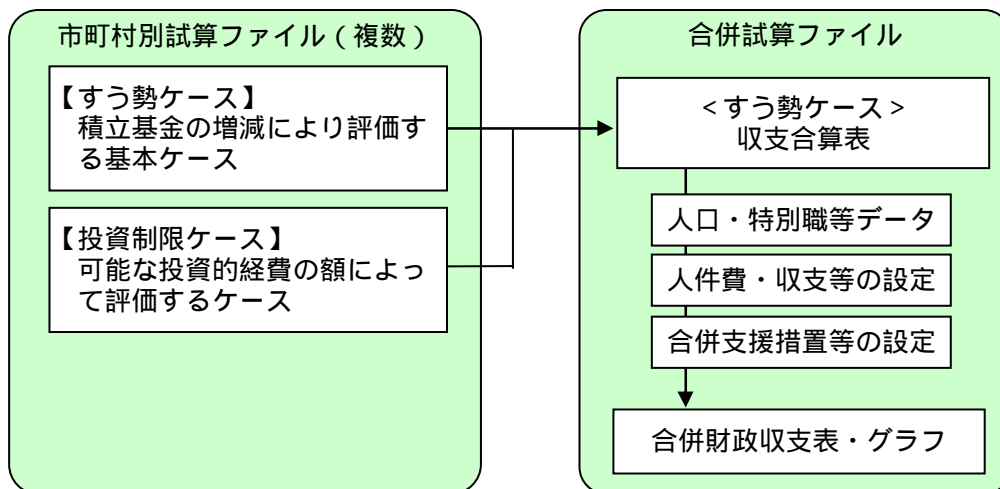 市町村別試算ファイル（複数）
【すう勢ケース】
積立基金の増減により評価す
る基本ケース
【投資制限ケース】
可能な投資的経費の額によっ
て評価するケース
合併試算ファイル
＜すう勢ケース＞
収支合算表
人口・特別職等データ
人件費・収支等の設定
合併支援措置等の設定
合併財政収支表・グラフ